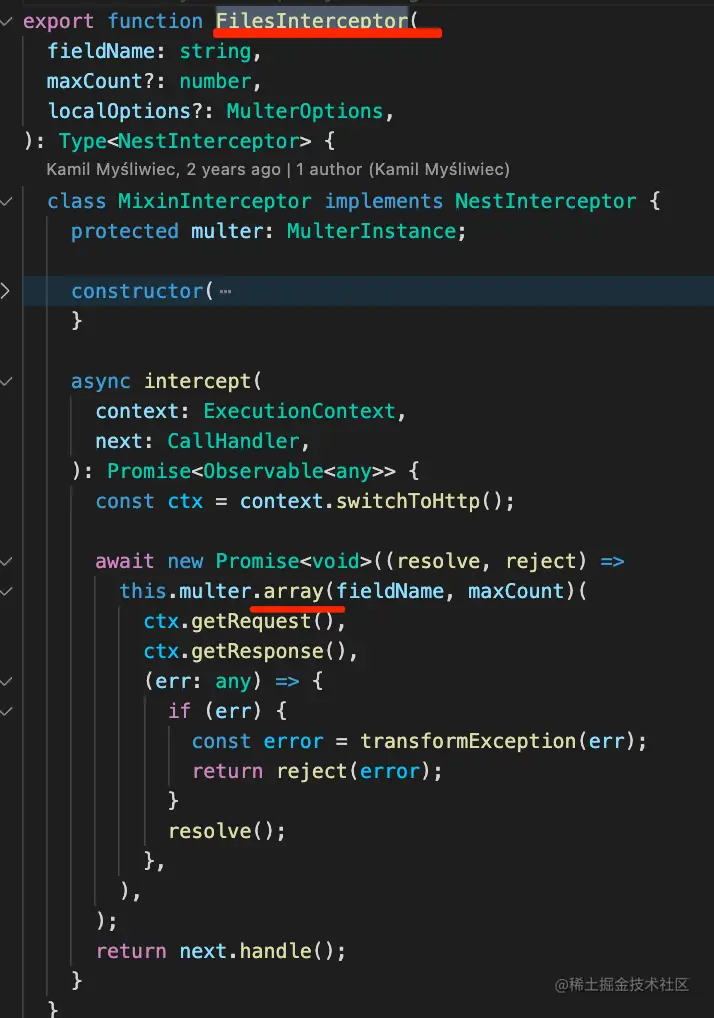 export function FilesInterceptor(
fieldName: string,
maxCount?: number,
localOptions?: MulterOptions,
): Type<NestInterceptor> {
Kamil Myśliwiec, 2 years ago | 1 author (Kamil Myśliwiec)
class MixinInterceptor implements NestInterceptor {
protected multer: MulterInstance;
constructor( ⋯
}
async intercept(
context: ExecutionContext,
next: CallHandler,
): Promise<Observable<any>> {
const ctx = context.switchToHttp();
await new Promise<void>((resolve, reject) =>
this.multer.array(fieldName, maxCount)(
ctx.getRequest(),
ctx.getResponse(),
(err: any) => {
if (err) {
const error = transformException(err);
return reject(error);
}
resolve();
},
),
);
return next.handle();
}
}
@稀土掘金技术社区